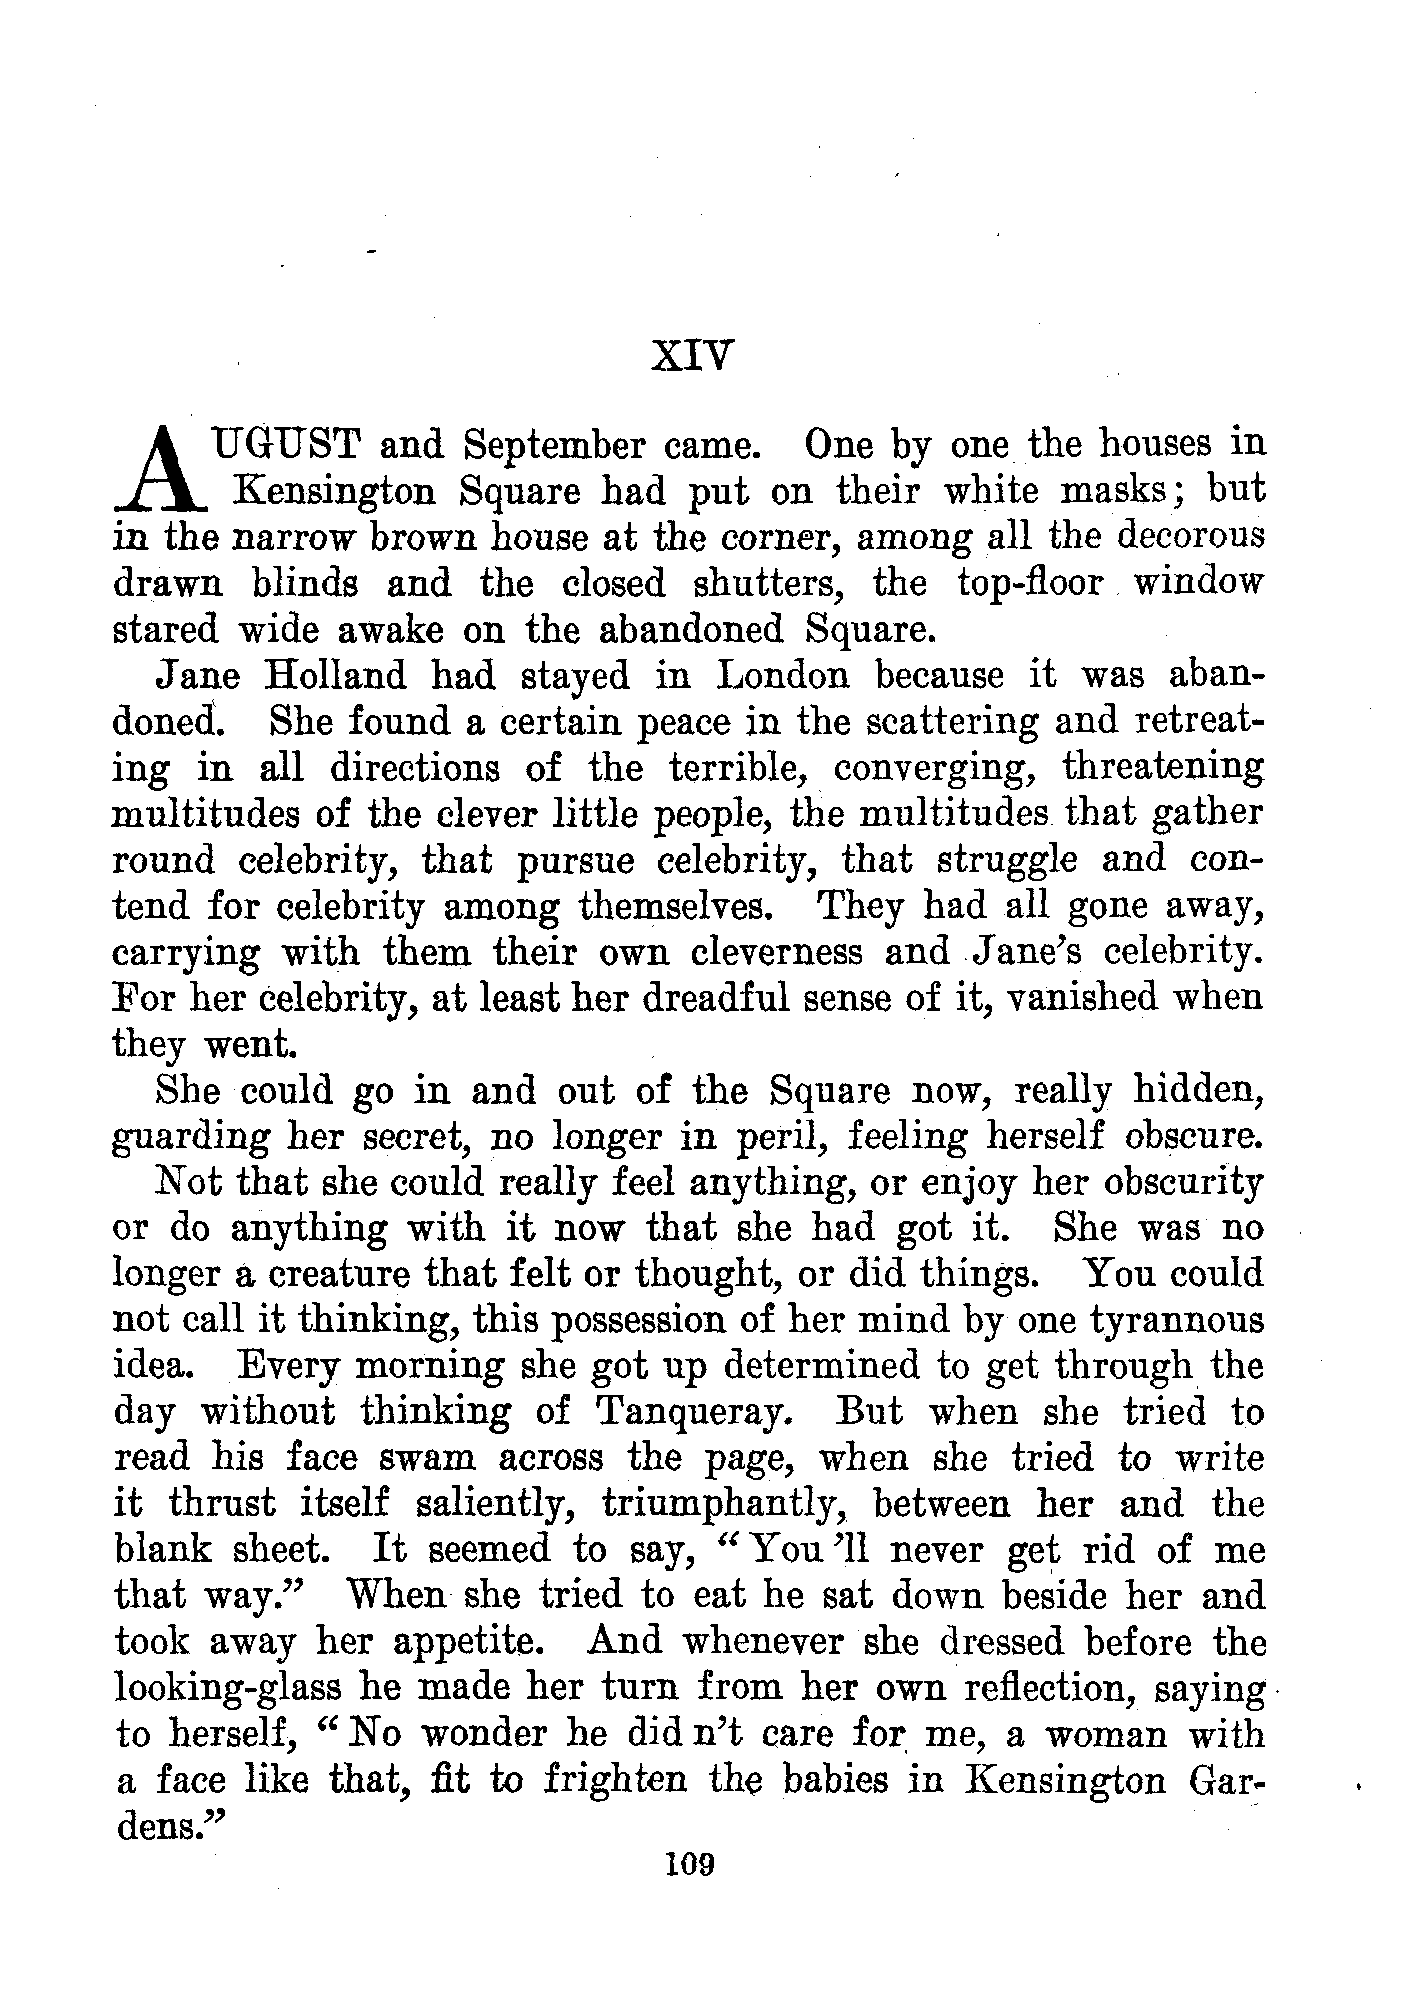 XIV
AUGUST and September came. One by one the houses in
Kensington Square had put on their white masks; but
in the narrow brown house at the corner, among all the decorous
drawn blinds and the closed shutters, the top-floor window
stared wide awake on the abandoned Square.
Jane Holland had stayed in London because it was aban-
doned. She found a certain peace in the scattering and retreat-
ing in all directions of the terrible, converging, threatening
multitudes of the clever little people, the multitudes that gather
round celebrity, that pursue celebrity, that struggle and con-
tend for celebrity among themselves. They had all gone away,
carrying with them their own cleverness and Jane's celebrity.
For her celebrity, at least her dreadful sense of it, vanished when
they went.
She could go in and out of the Square now, really hidden,
guarding her secret, no longer in peril, feeling herself obscure.
Not that she could really feel anything, or enjoy her obscurity
or do anything with it now that she had got it. She was no
longer a creature that felt or thought, or did things. You could
not call it thinking, this possession of her mind by one tyrannous
idea. Every morning she got up determined to get through the
day without thinking of Tanqueray. But when she tried to
read his face swam across the page, when she tried to write
it thrust itself saliently, triumphantly, between her and the
blank sheet. It seemed to say, "You 'll never get rid of me
that way." When she tried to eat he sat down beside her and
took away her appetite. And whenever she dressed before the
looking-glass he made her turn from her own reflection, saying
to herself, "No wonder he did n't care for me, a woman with
a face like that, fit to frighten the babies in Kensington Gar-
dens."
109